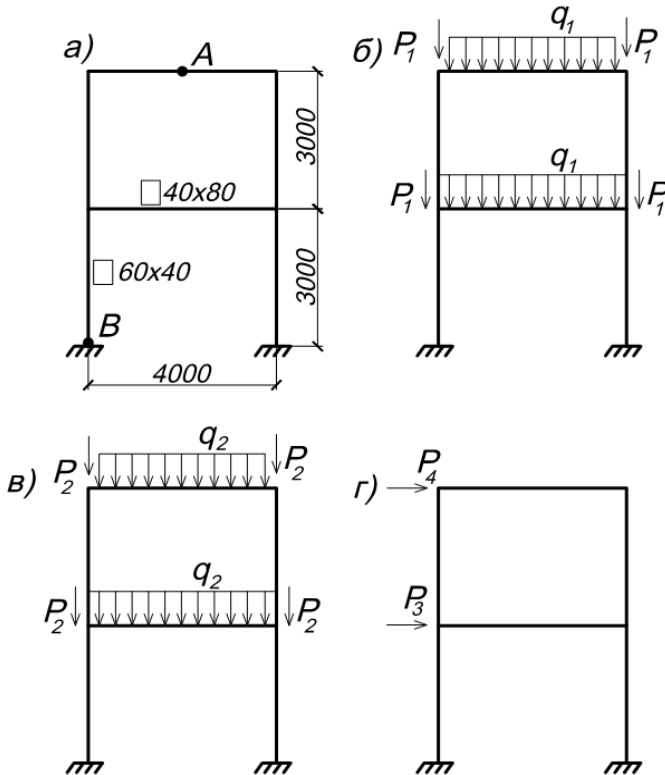 а)
A
3000
□ 40x80
□ 60x40
3000
B
4000
б)
P₁ q₁ P₁
P₁ q₁ P₁
в)
P₂ q₂ P₂
P₂ q₂ P₂
г)
P₄
P₃